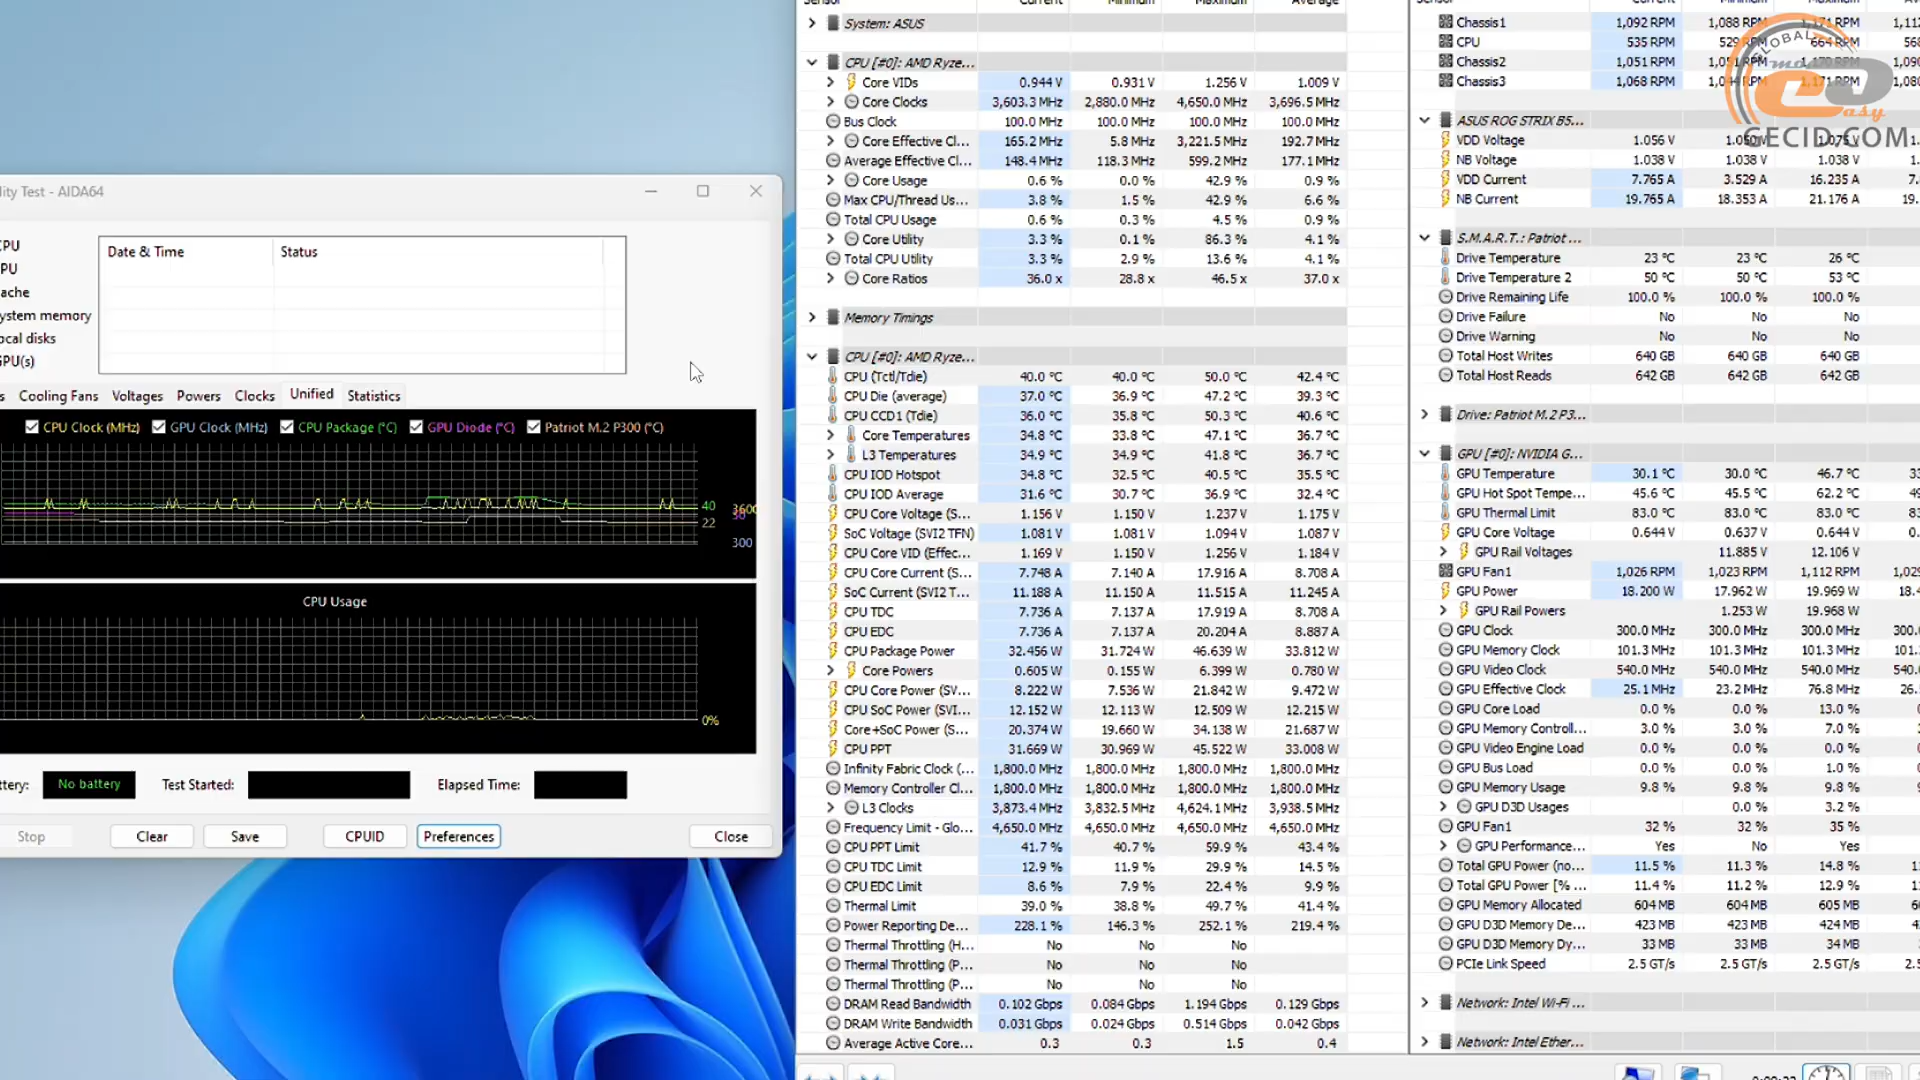 ity Test - AIDA64
Date & Time Status
ystem memory
ocal disks
Cooling Fans Voltages Powers Clocks Unified Statistics
CPU Clock (MHz) GPU Clock (MHz) CPU Package (°C) GPU Diode (°C) Patriot M.2 P300 (°C)
40
3600
22
300
CPU Usage
0%
No battery Test Started: Elapsed Time:
Stop Clear Save CPUID Preferences Close
System: ASUS
CPU [#0]: AMD Ryze...
Core VIDs 0.944 V 0.931 V 1.256 V 1.009 V
Core Clocks 3,603.3 MHz 2,880.0 MHz 4,650.0 MHz 3,696.5 MHz
Bus Clock 100.0 MHz 100.0 MHz 100.0 MHz 100.0 MHz
Core Effective Cl... 165.2 MHz 5.8 MHz 3,221.5 MHz 192.7 MHz
Average Effective Cl... 148.4 MHz 118.3 MHz 599.2 MHz 177.1 MHz
Core Usage 0.6 % 0.0 % 42.9 % 0.9 %
Max CPU/Thread Us... 3.8 % 1.5 % 42.9 % 6.6 %
Total CPU Usage 0.6 % 0.3 % 4.5 % 0.9 %
Core Utility 3.3 % 0.1 % 86.3 % 4.1 %
Total CPU Utility 3.3 % 2.9 % 13.6 % 4.1 %
Core Ratios 36.0 x 28.8 x 46.5 x 37.0 x
Memory Timings
CPU [#0]: AMD Ryze...
CPU (Tctl/Tdie) 40.0 °C 40.0 °C 50.0 °C 42.4 °C
CPU Die (average) 37.0 °C 36.9 °C 47.2 °C 39.3 °C
CPU CCD1 (Tdie) 36.0 °C 35.8 °C 50.3 °C 40.6 °C
Core Temperatures 34.8 °C 33.8 °C 47.1 °C 36.7 °C
L3 Temperatures 34.9 °C 34.9 °C 41.8 °C 36.7 °C
CPU IOD Hotspot 34.8 °C 32.5 °C 40.5 °C 35.5 °C
CPU IOD Average 31.6 °C 30.7 °C 36.9 °C 32.4 °C
CPU Core Voltage (S... 1.156 V 1.150 V 1.237 V 1.175 V
SoC Voltage (SVI2 TFN) 1.081 V 1.081 V 1.094 V 1.087 V
CPU Core VID (Effec... 1.169 V 1.150 V 1.256 V 1.184 V
CPU Core Current (S... 7.748 A 7.140 A 17.916 A 8.708 A
SoC Current (SVI2 T... 11.188 A 11.150 A 11.515 A 11.245 A
CPU TDC 7.736 A 7.137 A 17.919 A 8.708 A
CPU EDC 7.736 A 7.137 A 20.204 A 8.887 A
CPU Package Power 32.456 W 31.724 W 46.639 W 33.812 W
Core Powers 0.605 W 0.155 W 6.399 W 0.780 W
CPU Core Power (SV... 8.222 W 7.536 W 21.842 W 9.472 W
CPU SoC Power (SVI... 12.152 W 12.113 W 12.509 W 12.215 W
Core+SoC Power (S... 20.374 W 19.660 W 34.138 W 21.687 W
CPU PPT 31.669 W 30.969 W 45.522 W 33.008 W
Infinity Fabric Clock (... 1,800.0 MHz 1,800.0 MHz 1,800.0 MHz 1,800.0 MHz
Memory Controller Cl... 1,800.0 MHz 1,800.0 MHz 1,800.0 MHz 1,800.0 MHz
L3 Clocks 3,873.4 MHz 3,832.5 MHz 4,624.1 MHz 3,938.5 MHz
Frequency Limit - Glo... 4,650.0 MHz 4,650.0 MHz 4,650.0 MHz 4,650.0 MHz
CPU PPT Limit 41.7 % 40.7 % 59.9 % 43.4 %
CPU TDC Limit 12.9 % 11.9 % 29.9 % 14.5 %
CPU EDC Limit 8.6 % 7.9 % 22.4 % 9.9 %
Thermal Limit 39.0 % 38.8 % 49.7 % 41.4 %
Power Reporting De... 228.1 % 146.3 % 252.1 % 219.4 %
Thermal Throttling (H... No No No
Thermal Throttling (P... No No No
Thermal Throttling (P... No No No
DRAM Read Bandwidth 0.102 Gbps 0.084 Gbps 1.194 Gbps 0.129 Gbps
DRAM Write Bandwidth 0.031 Gbps 0.024 Gbps 0.514 Gbps 0.042 Gbps
Average Active Core... 0.3 0.3 1.5 0.4
Chassis1 1,092 RPM 1,088 RPM 1,171 RPM
CPU 535 RPM 529 RPM 664 RPM
Chassis2 1,051 RPM 1,051 RPM 1,170 RPM
Chassis3 1,068 RPM 1,044 RPM 1,171 RPM
GLOBAL
mode
easy
GECID.COM
ASUS ROG STRIX B5...
VDD Voltage 1.056 V 1.050 V 1.075 V
NB Voltage 1.038 V 1.038 V 1.038 V
VDD Current 7.765 A 3.529 A 16.235 A
NB Current 19.765 A 18.353 A 21.176 A
S.M.A.R.T.: Patriot ...
Drive Temperature 23 °C 23 °C 26 °C
Drive Temperature 2 50 °C 50 °C 53 °C
Drive Remaining Life 100.0 % 100.0 % 100.0 %
Drive Failure No No No
Drive Warning No No No
Total Host Writes 640 GB 640 GB 640 GB
Total Host Reads 642 GB 642 GB 642 GB
Drive: Patriot M.2 P3...
GPU [#0]: NVIDIA G...
GPU Temperature 30.1 °C 30.0 °C 46.7 °C
GPU Hot Spot Tempe... 45.6 °C 45.5 °C 62.2 °C
GPU Thermal Limit 83.0 °C 83.0 °C 83.0 °C
GPU Core Voltage 0.644 V 0.637 V 0.644 V
GPU Rail Voltages 11.885 V 12.106 V
GPU Fan1 1,026 RPM 1,023 RPM 1,112 RPM
GPU Power 18.200 W 17.962 W 19.969 W
GPU Rail Powers 1.253 W 19.968 W
GPU Clock 300.0 MHz 300.0 MHz 300.0 MHz
GPU Memory Clock 101.3 MHz 101.3 MHz 101.3 MHz
GPU Video Clock 540.0 MHz 540.0 MHz 540.0 MHz
GPU Effective Clock 25.1 MHz 23.2 MHz 76.8 MHz
GPU Core Load 0.0 % 0.0 % 13.0 %
GPU Memory Controll... 3.0 % 3.0 % 7.0 %
GPU Video Engine Load 0.0 % 0.0 % 0.0 %
GPU Bus Load 0.0 % 0.0 % 1.0 %
GPU Memory Usage 9.8 % 9.8 % 9.8 %
GPU D3D Usages 0.0 % 3.2 %
GPU Fan1 32 % 32 % 35 %
GPU Performance... Yes No Yes
Total GPU Power (no... 11.5 % 11.3 % 14.8 %
Total GPU Power [% ... 11.4 % 11.2 % 12.9 %
GPU Memory Allocated 604 MB 604 MB 605 MB
GPU D3D Memory De... 423 MB 423 MB 424 MB
GPU D3D Memory Dy... 33 MB 33 MB 34 MB
PCIe Link Speed 2.5 GT/s 2.5 GT/s 2.5 GT/s
Network: Intel Wi-Fi ...
Network: Intel Ether...